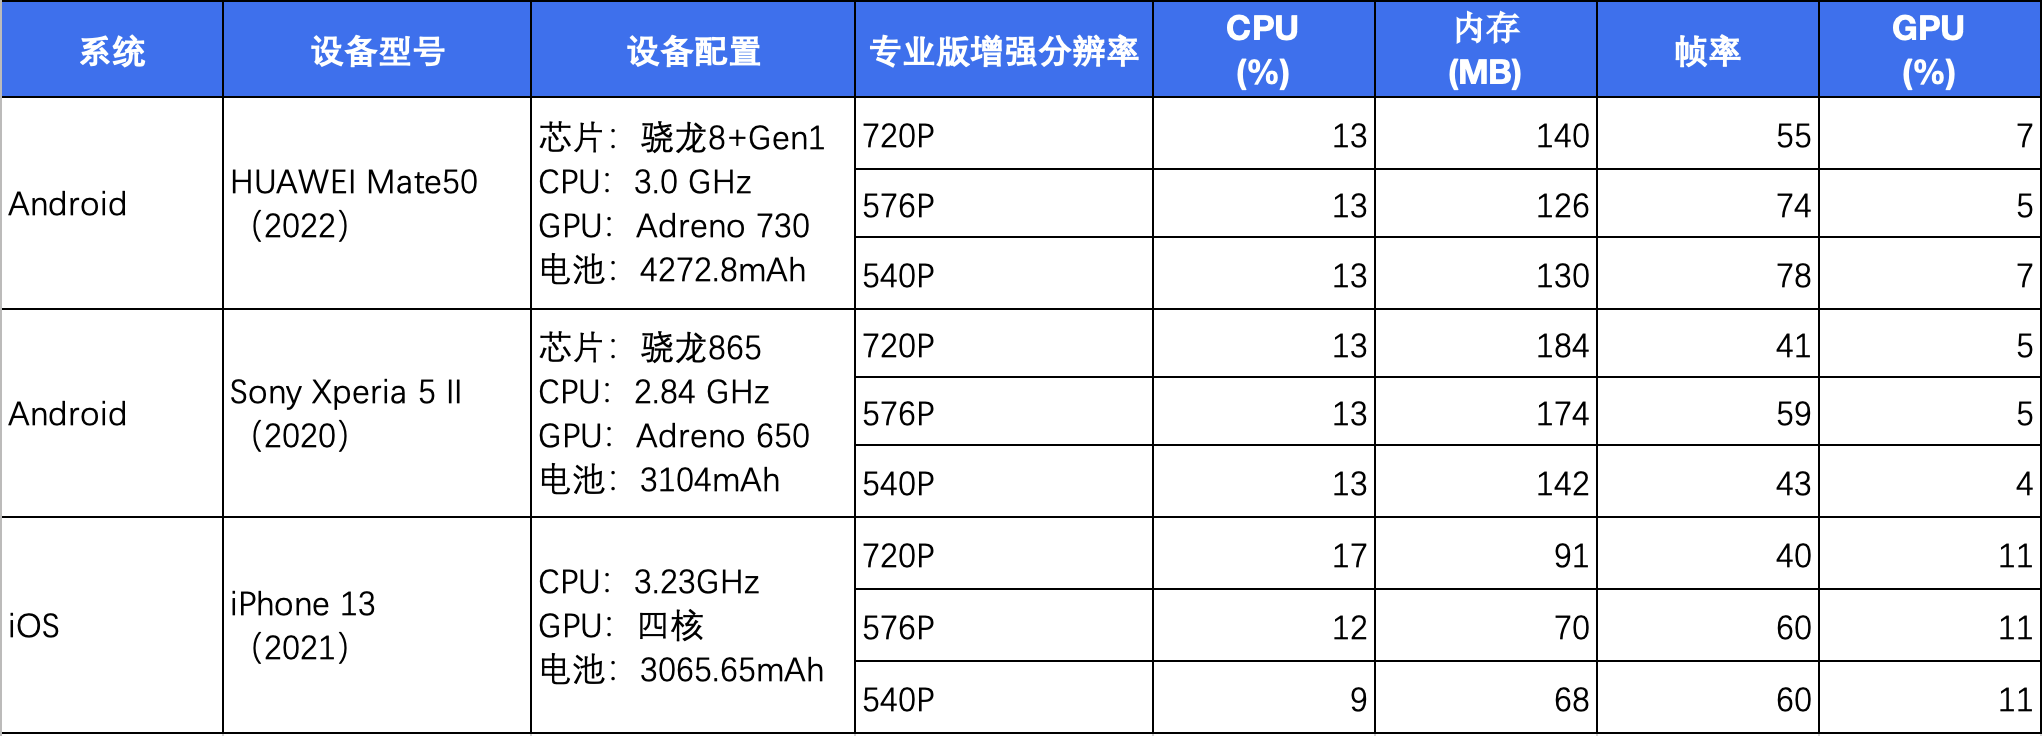 系统
设备型号
设备配置
专业版增强分辨率
CPU
(%)
内存
(MB)
帧率
GPU
(%)
Android
HUAWEI Mate50
（2022）
芯片：骁龙8+Gen1
CPU：3.0 GHz
GPU：Adreno 730
电池：4272.8mAh
720P 13 140 55 7
576P 13 126 74 5
540P 13 130 78 7
Android
Sony Xperia 5 II
（2020）
芯片：骁龙865
CPU：2.84 GHz
GPU：Adreno 650
电池：3104mAh
720P 13 184 41 5
576P 13 174 59 5
540P 13 142 43 4
iOS
iPhone 13
（2021）
CPU：3.23GHz
GPU：四核
电池：3065.65mAh
720P 17 91 40 11
576P 12 70 60 11
540P 9 68 60 11